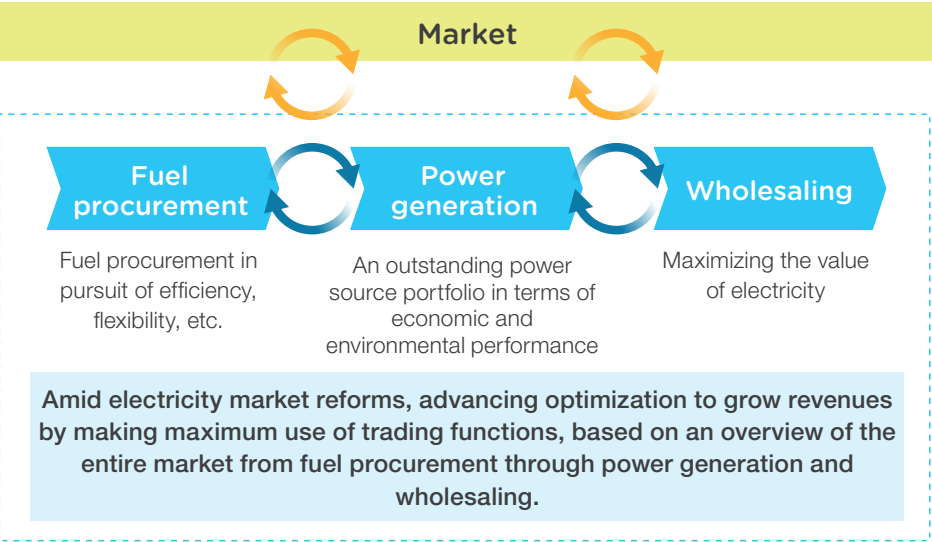 Market
Fuel
procurement
Power
generation
Wholesaling
Fuel procurement in
pursuit of efficiency,
flexibility, etc.
An outstanding power
source portfolio in terms of
economic and
environmental performance
Maximizing the value
of electricity
Amid electricity market reforms, advancing optimization to grow revenues
by making maximum use of trading functions, based on an overview of the
entire market from fuel procurement through power generation and
wholesaling.